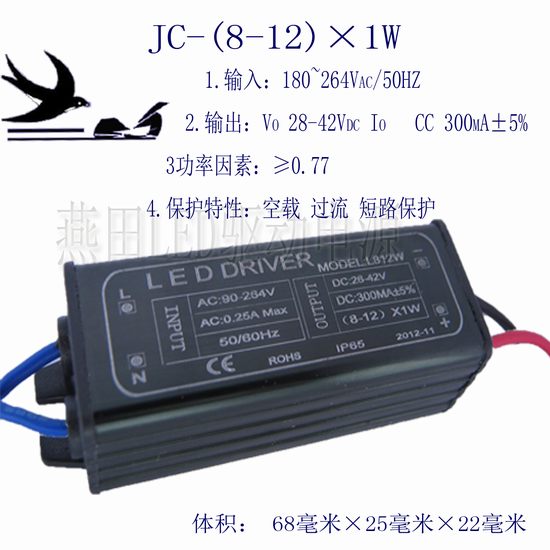 JC-(8-12)×1W
1.输入：180~264VAC/50HZ
2.输出：VO 28-42VDC IO CC 300MA±5%
3功率因素：≥0.77
4.保护特性：空载 过流 短路保护
燕田LED驱动电源
LED DRIVER MODEL:L812W
L
INPUT
AC:90-264V
AC:0.25A Max
50/60Hz
N
OUTPUT
DC:28-42V
DC:300MA±5%
(8-12) X1W
-
+
CE ROHS IP65 2012-11
体积： 68毫米×25毫米×22毫米